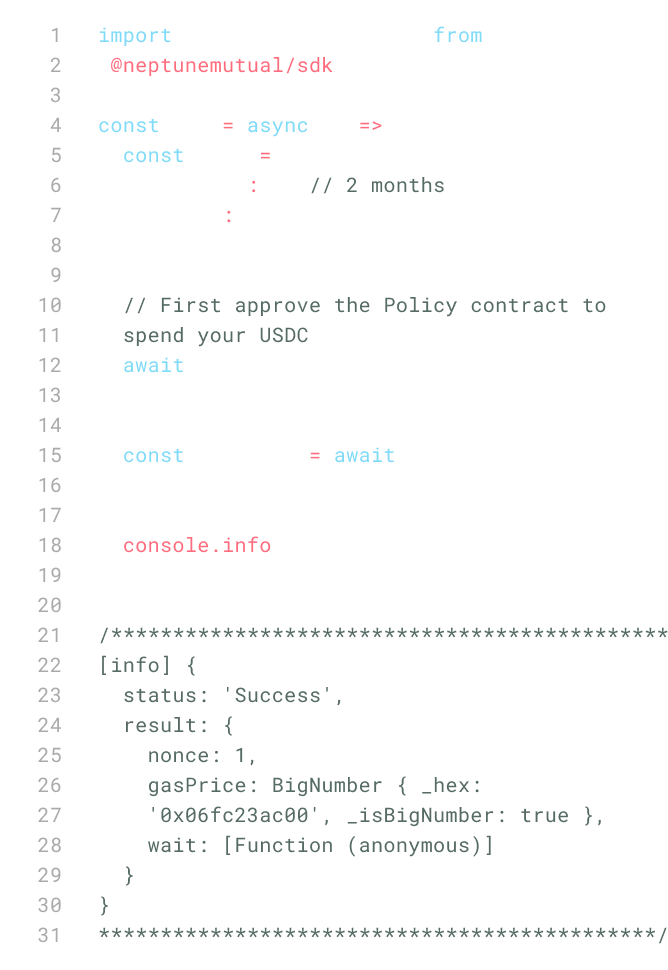 1 import from
2 @neptunemutual/sdk
3
4 const = async =>
5 const =
6 : // 2 months
7 :
8
9
10 // First approve the Policy contract to
11 spend your USDC
12 await
13
14
15 const = await
16
17
18 console.info
19
20
21 /*********************************************
22 [info] {
23 status: 'Success',
24 result: {
25 nonce: 1,
26 gasPrice: BigNumber { _hex:
27 '0x06fc23ac00', _isBigNumber: true },
28 wait: [Function (anonymous)]
29 }
30 }
31 *********************************************/